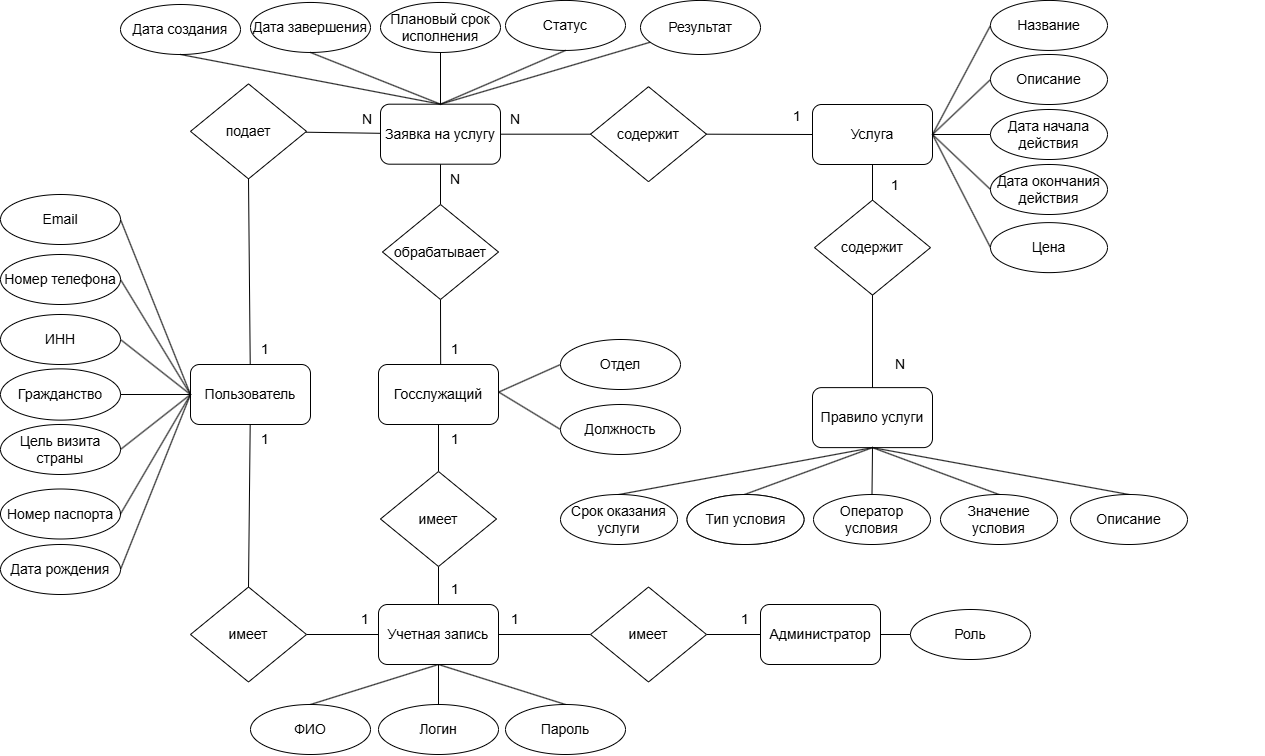 Дата создания
Дата завершения
Плановый срок
исполнения
Статус
Результат
Название
Описание
Дата начала
действия
Дата окончания
действия
Цена
подает
N
Заявка на услугу
N
содержит
1
Услуга
N
1
обрабатывает
содержит
Email
Номер телефона
ИНН
Гражданство
Цель визита
страны
Номер паспорта
Дата рождения
1
Пользователь
1
1
Госслужащий
1
Отдел
Должность
N
Правило услуги
Срок оказания
услуги
Тип условия
Оператор
условия
Значение
условия
Описание
имеет
1
имеет
1
Учетная запись
1
имеет
1
Администратор
Роль
ФИО
Логин
Пароль